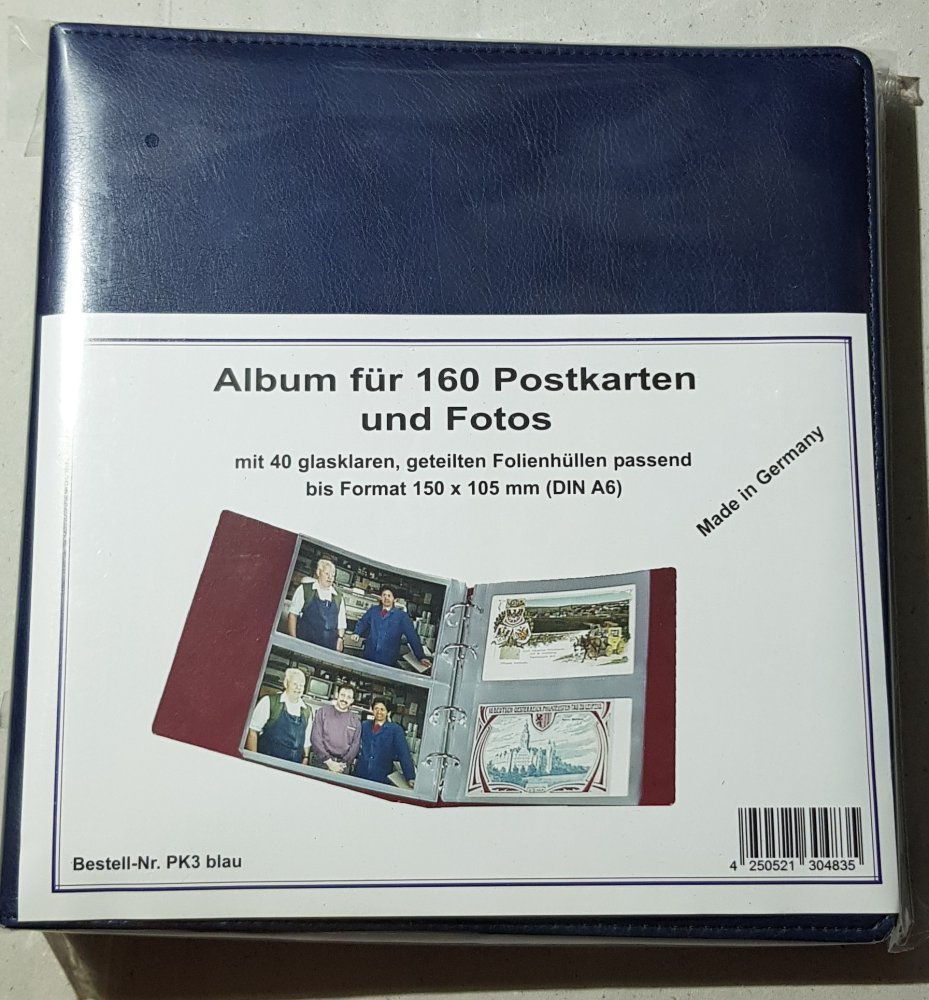 Album für 160 Postkarten
und Fotos
mit 40 glasklaren, geteilten Folienhüllen passend
bis Format 150 x 105 mm (DIN A6)
Made in Germany
Bestell-Nr. PK3 blau
4 250521 304835